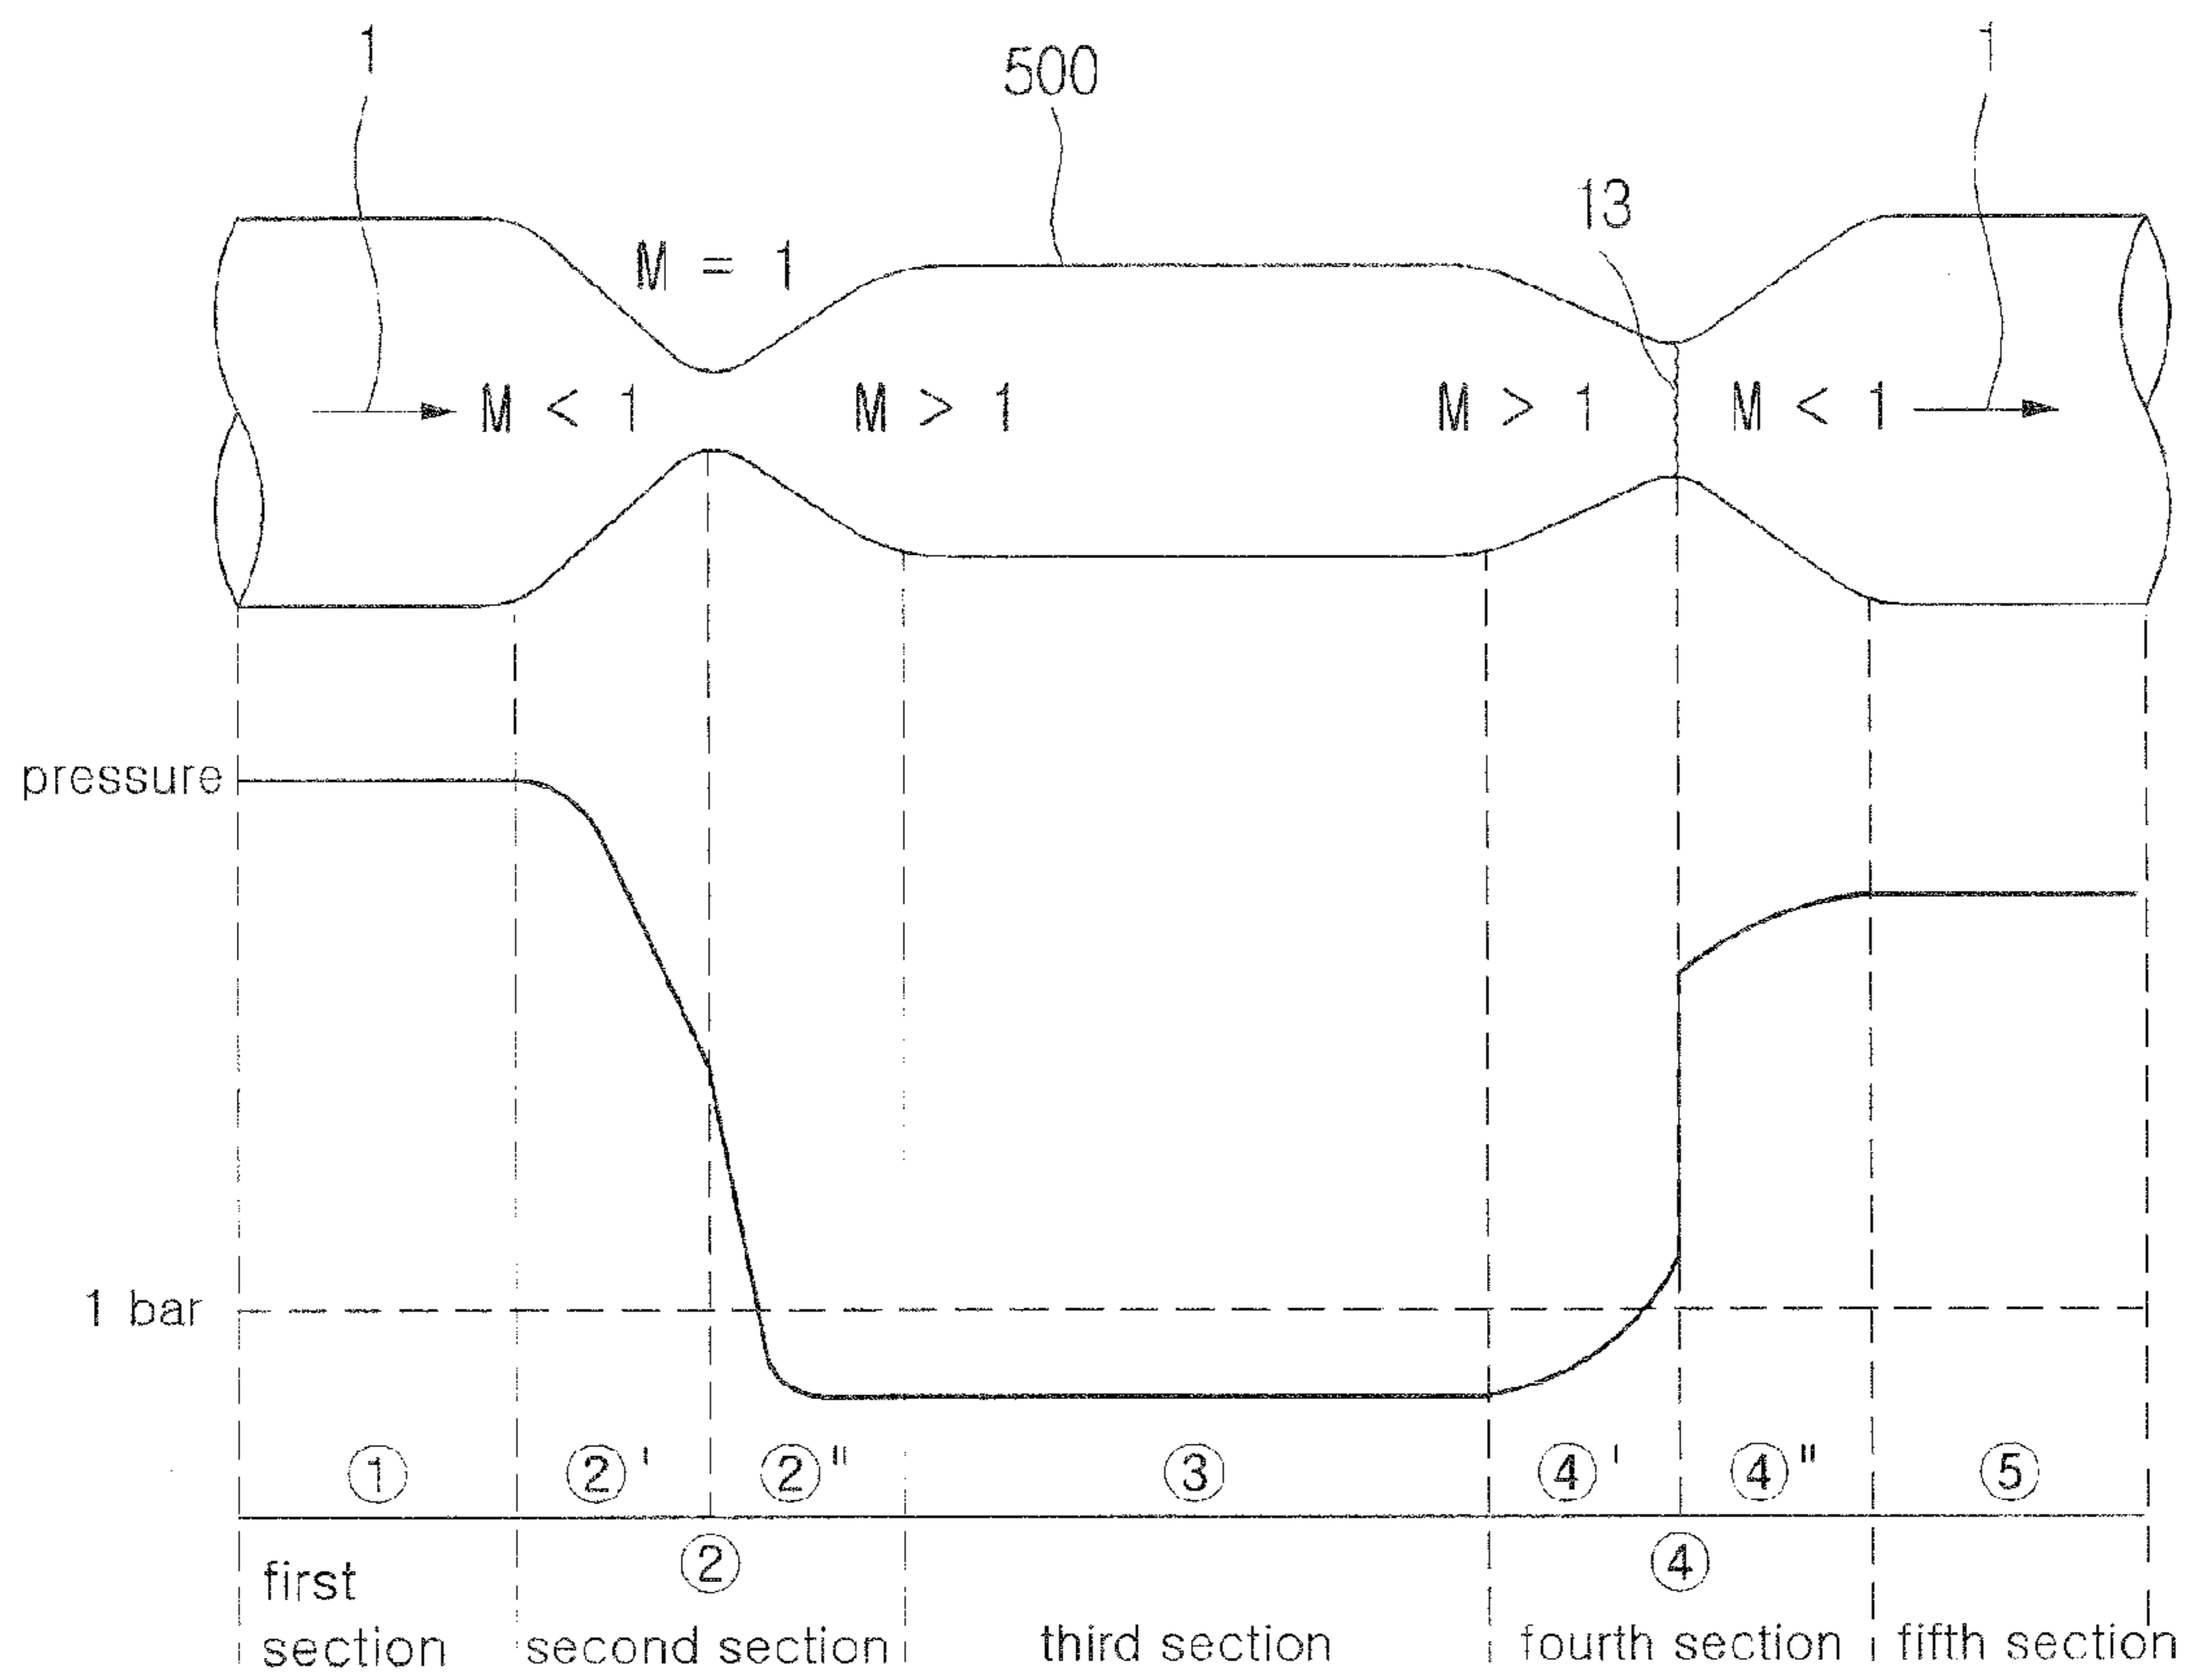 1
500
1
13
M = 1
M < 1
M > 1
M > 1
M < 1
pressure
1 bar
①
②'
②"
③
④'
④"
⑤
②
④
first
section
second section
third section
fourth section
fifth section